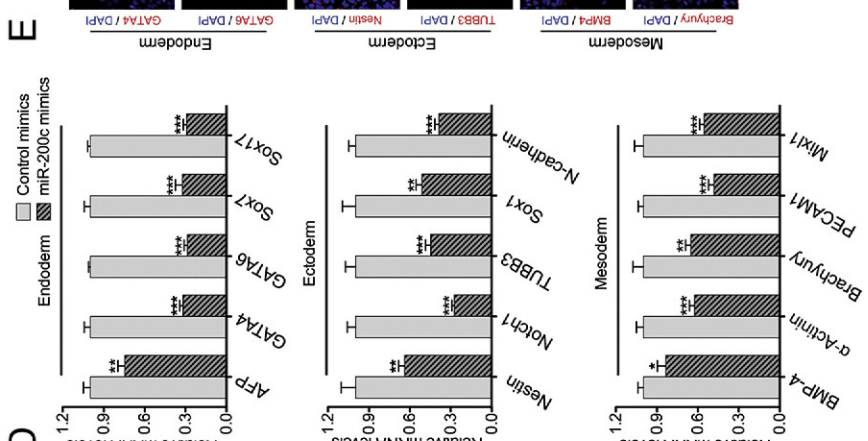 E
GATA4 / DAPI
GATA6 / DAPI
Nestin / DAPI
TUBB3 / DAPI
BMP4 / DAPI
Brachyury / DAPI
Endoderm
Ectoderm
Mesoderm
D
Control mimics
miR-200c mimics
Endoderm
1.2
0.9
0.6
0.3
0.0
** *** *** *** ***
AFP GATA4 GATA6 Sox7 Sox17
Ectoderm
Relative mRNA levels
1.2
0.9
0.6
0.3
0.0
** *** *** ** ***
Nestin Notch1 TUBB3 Sox1 N-cadherin
Mesoderm
1.2
0.9
0.6
0.3
0.0
* *** ** *** ***
BMP-4 α-Actinin Brachyury PECAM1 Mixl1